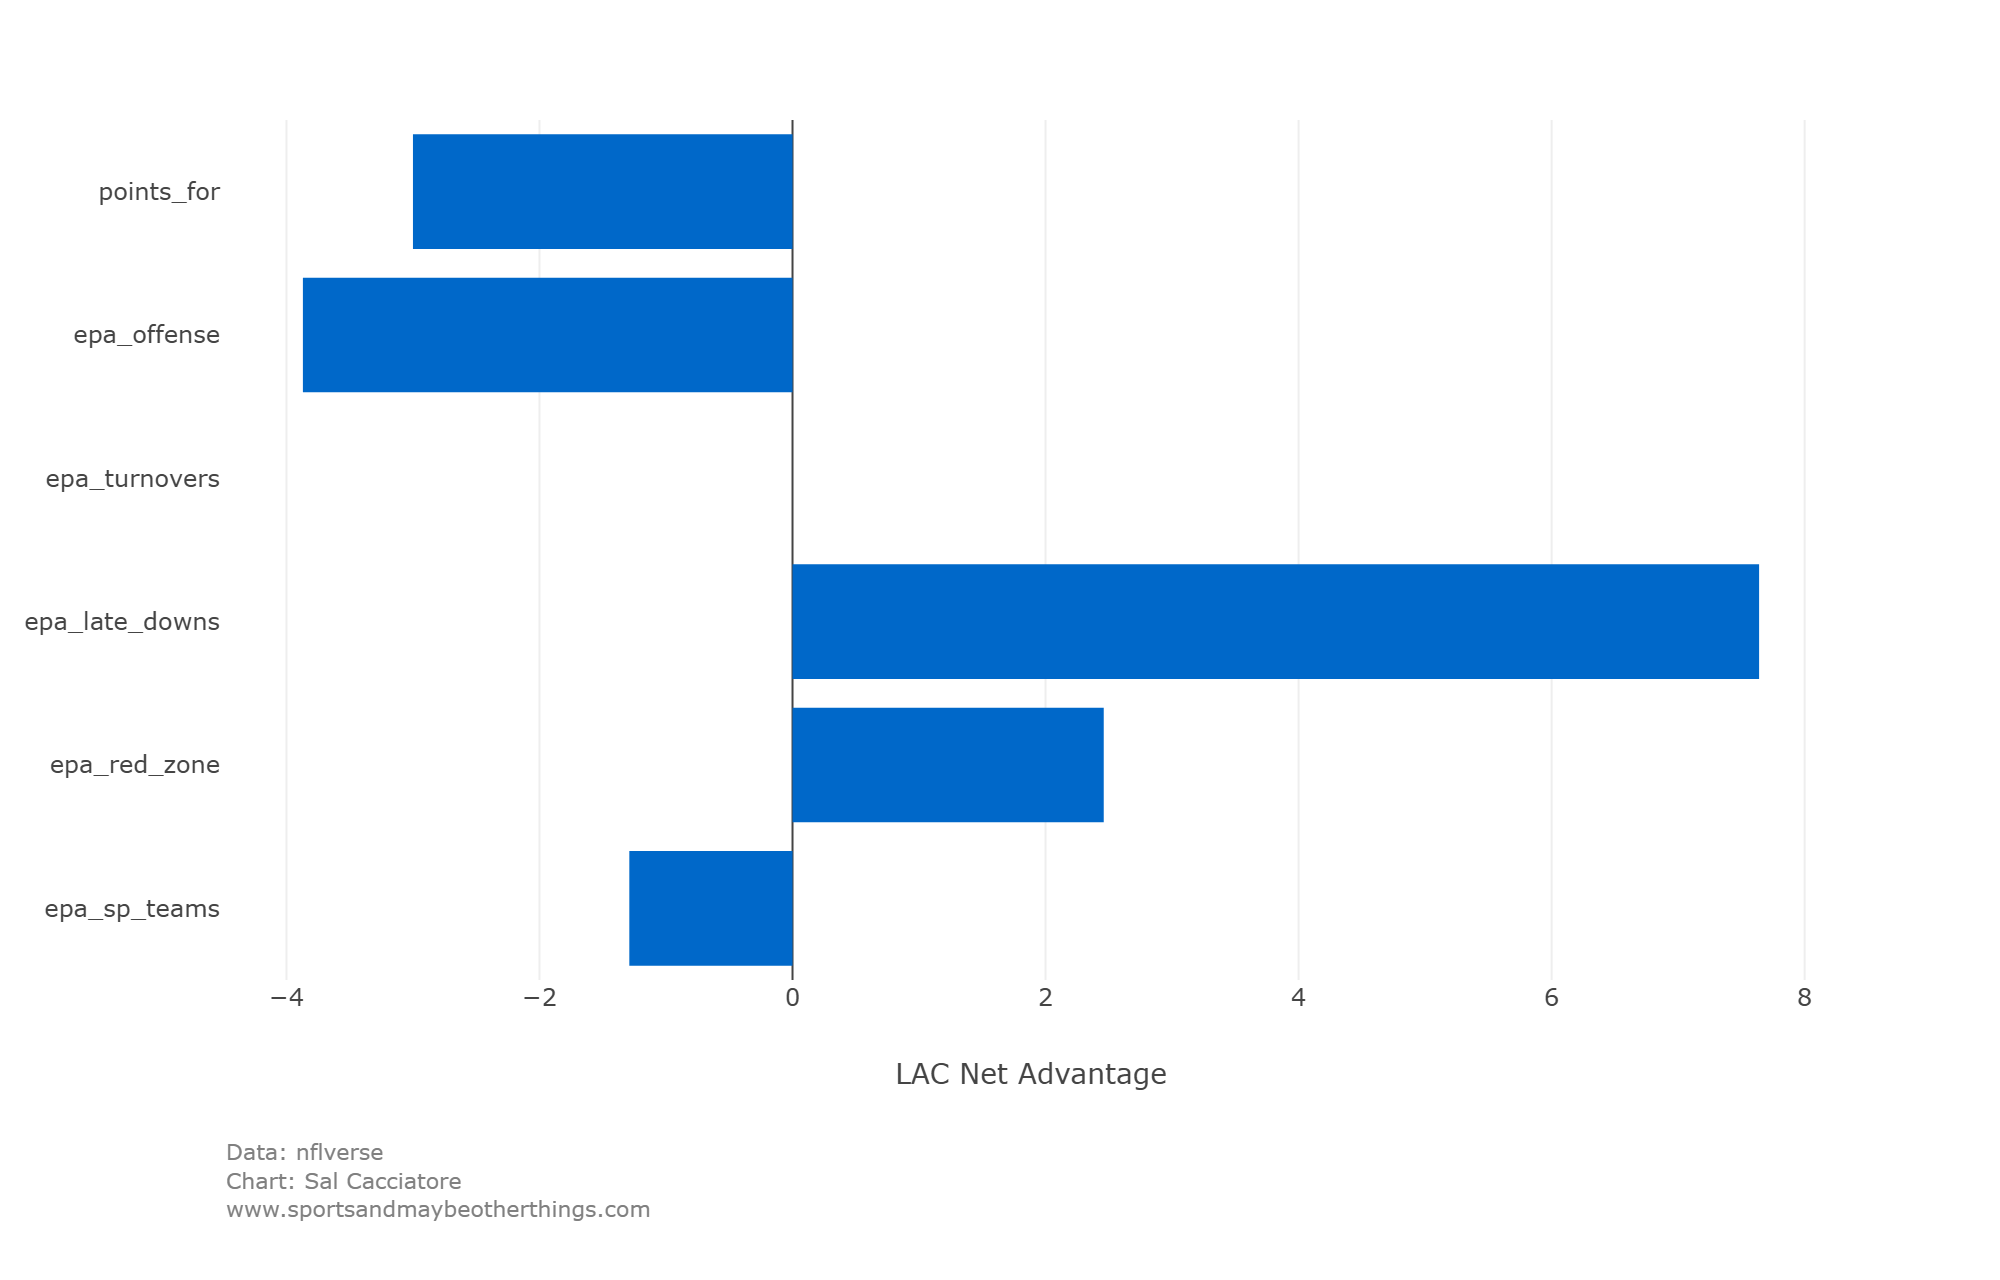 points_for
epa_offense
epa_turnovers
epa_late_downs
epa_red_zone
epa_sp_teams
−4
−2
0
2
4
6
8
LAC Net Advantage
Data: nflverse
Chart: Sal Cacciatore
www.sportsandmaybeotherthings.com